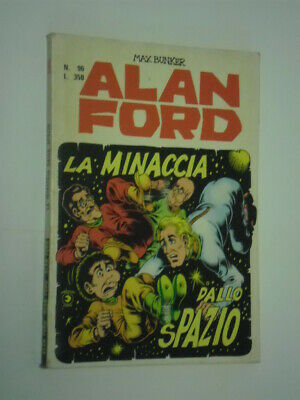 MAX BUNKER
N. 96
L. 350
ALAN
FORD
LA MINACCIA
DALLO
SPAZIO